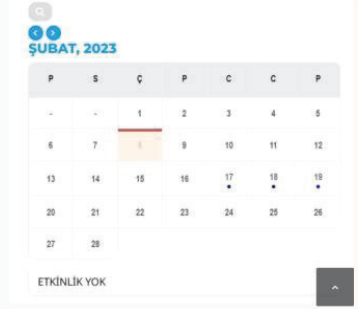 ŞUBAT, 2023
P S Ç P C C P
- - 1 2 3 4 5
6 7 8 9 10 11 12
13 14 15 16 17 18 19
20 21 22 23 24 25 26
27 28
ETKİNLİK YOK